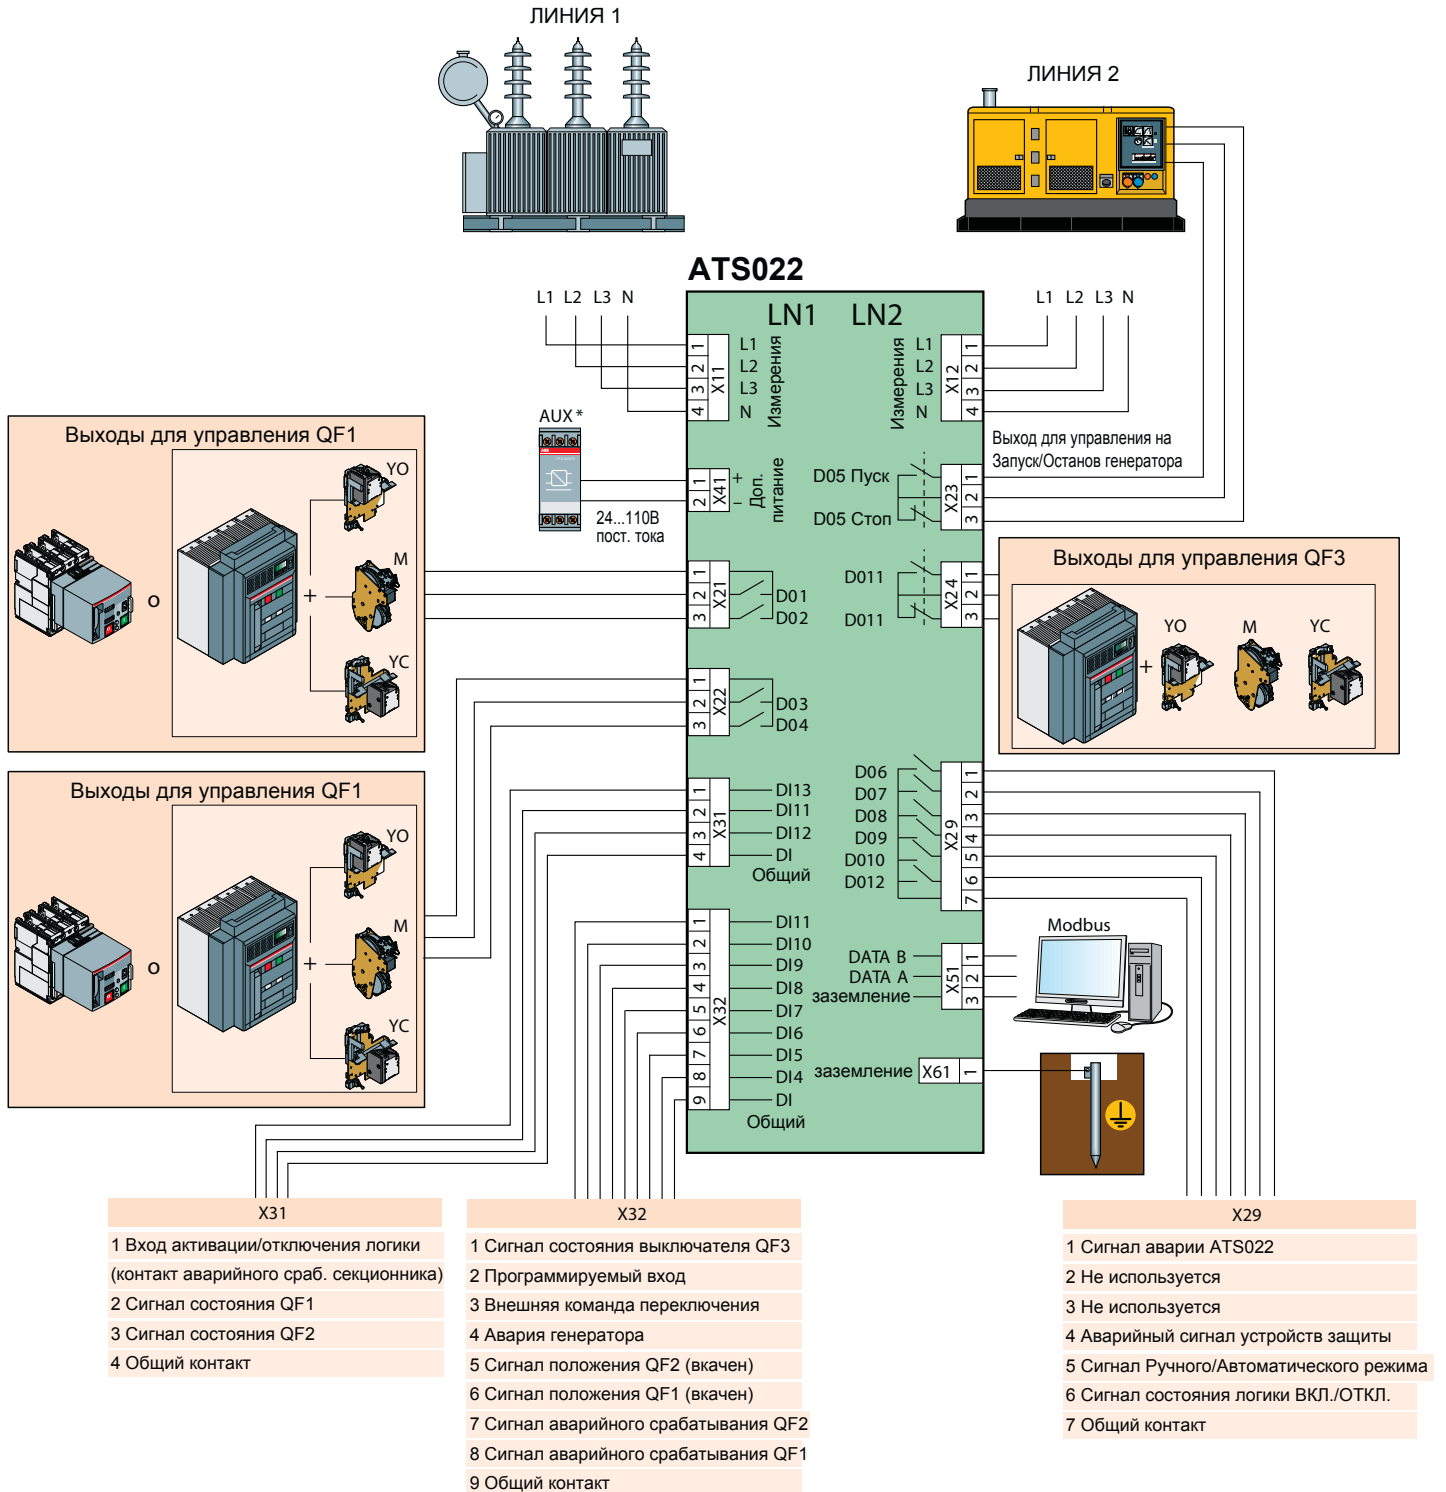 ЛИНИЯ 1
ЛИНИЯ 2
ATS022
L1 L2 L3 N
LN1 LN2
L1 L2 L3 N
1 L1
2 L2
3 L3
4 N
X11
Измерения
Измерения
L1 1
L2 2
L3 3
N 4
X12
AUX *
ABB
24...110В
пост. тока
1 +
2 –
X41
Доп.
питание
Выход для управления на
Запуск/Останов генератора
D05 Пуск
D05 Стоп
X23
1
2
3
Выходы для управления QF1
YO
M
YC
о
+
1
2 D01
3 D02
X21
D011
D011
X24
1
2
3
Выходы для управления QF3
YO M YC
+
1
2 D03
3 D04
X22
Выходы для управления QF1
YO
M
YC
о
+
1 DI13
2 DI11
3 DI12
4 DI
Общий
X31
D06 1
D07 2
D08 3
D09 4
D010 5
D012 6
7
X29
1 DI11
2 DI10
3 DI9
4 DI8
5 DI7
6 DI6
7 DI5
8 DI4
9 DI
Общий
X32
DATA B 1
DATA A 2
заземление 3
X51
Modbus
заземление X61 1
X31
1 Вход активации/отключения логики
(контакт аварийного сраб. секционника)
2 Сигнал состояния QF1
3 Сигнал состояния QF2
4 Общий контакт
X32
1 Сигнал состояния выключателя QF3
2 Программируемый вход
3 Внешняя команда переключения
4 Авария генератора
5 Сигнал положения QF2 (вкачен)
6 Сигнал положения QF1 (вкачен)
7 Сигнал аварийного срабатывания QF2
8 Сигнал аварийного срабатывания QF1
9 Общий контакт
X29
1 Сигнал аварии ATS022
2 Не используется
3 Не используется
4 Аварийный сигнал устройств защиты
5 Сигнал Ручного/Автоматического режима
6 Сигнал состояния логики ВКЛ./ОТКЛ.
7 Общий контакт